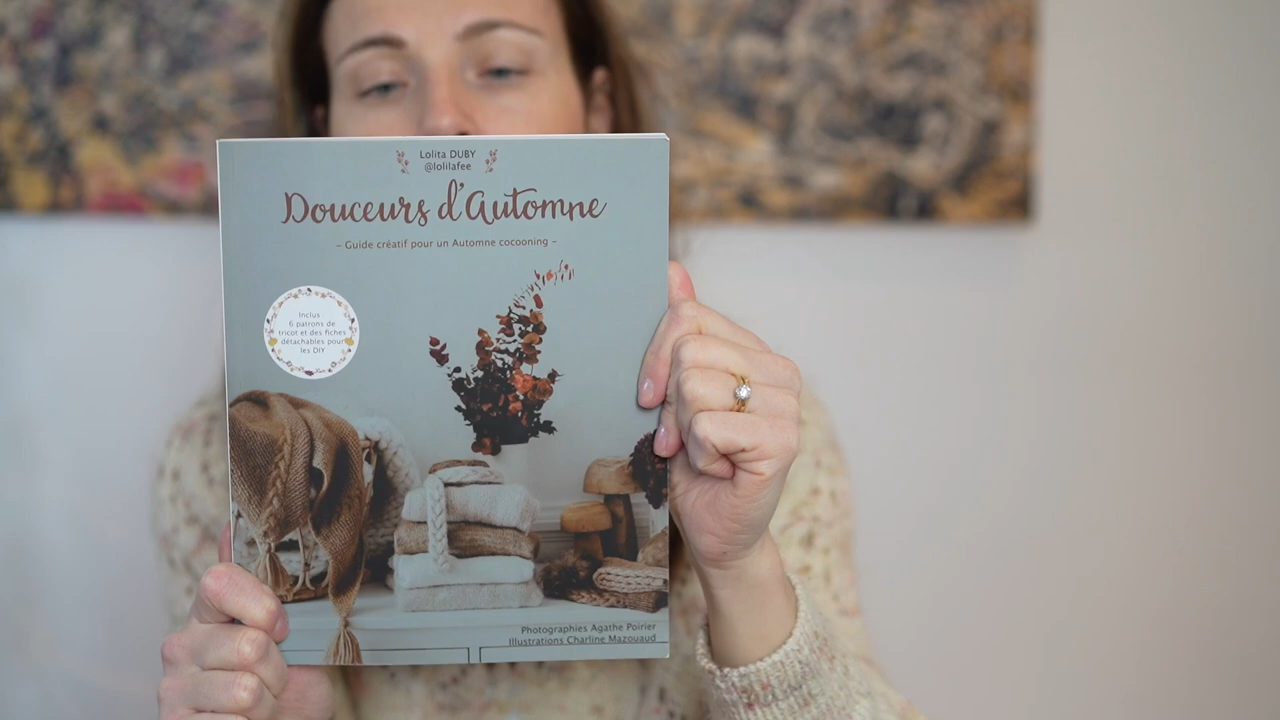 Lolita DUBY
@lolilafee
Douceurs d'Automne
– Guide créatif pour un Automne cocooning –
Inclus :
6 patrons de
tricot et des fiches
détachables pour
les DIY
Photographies Agathe Poirier
Illustrations Charline Mazouaud